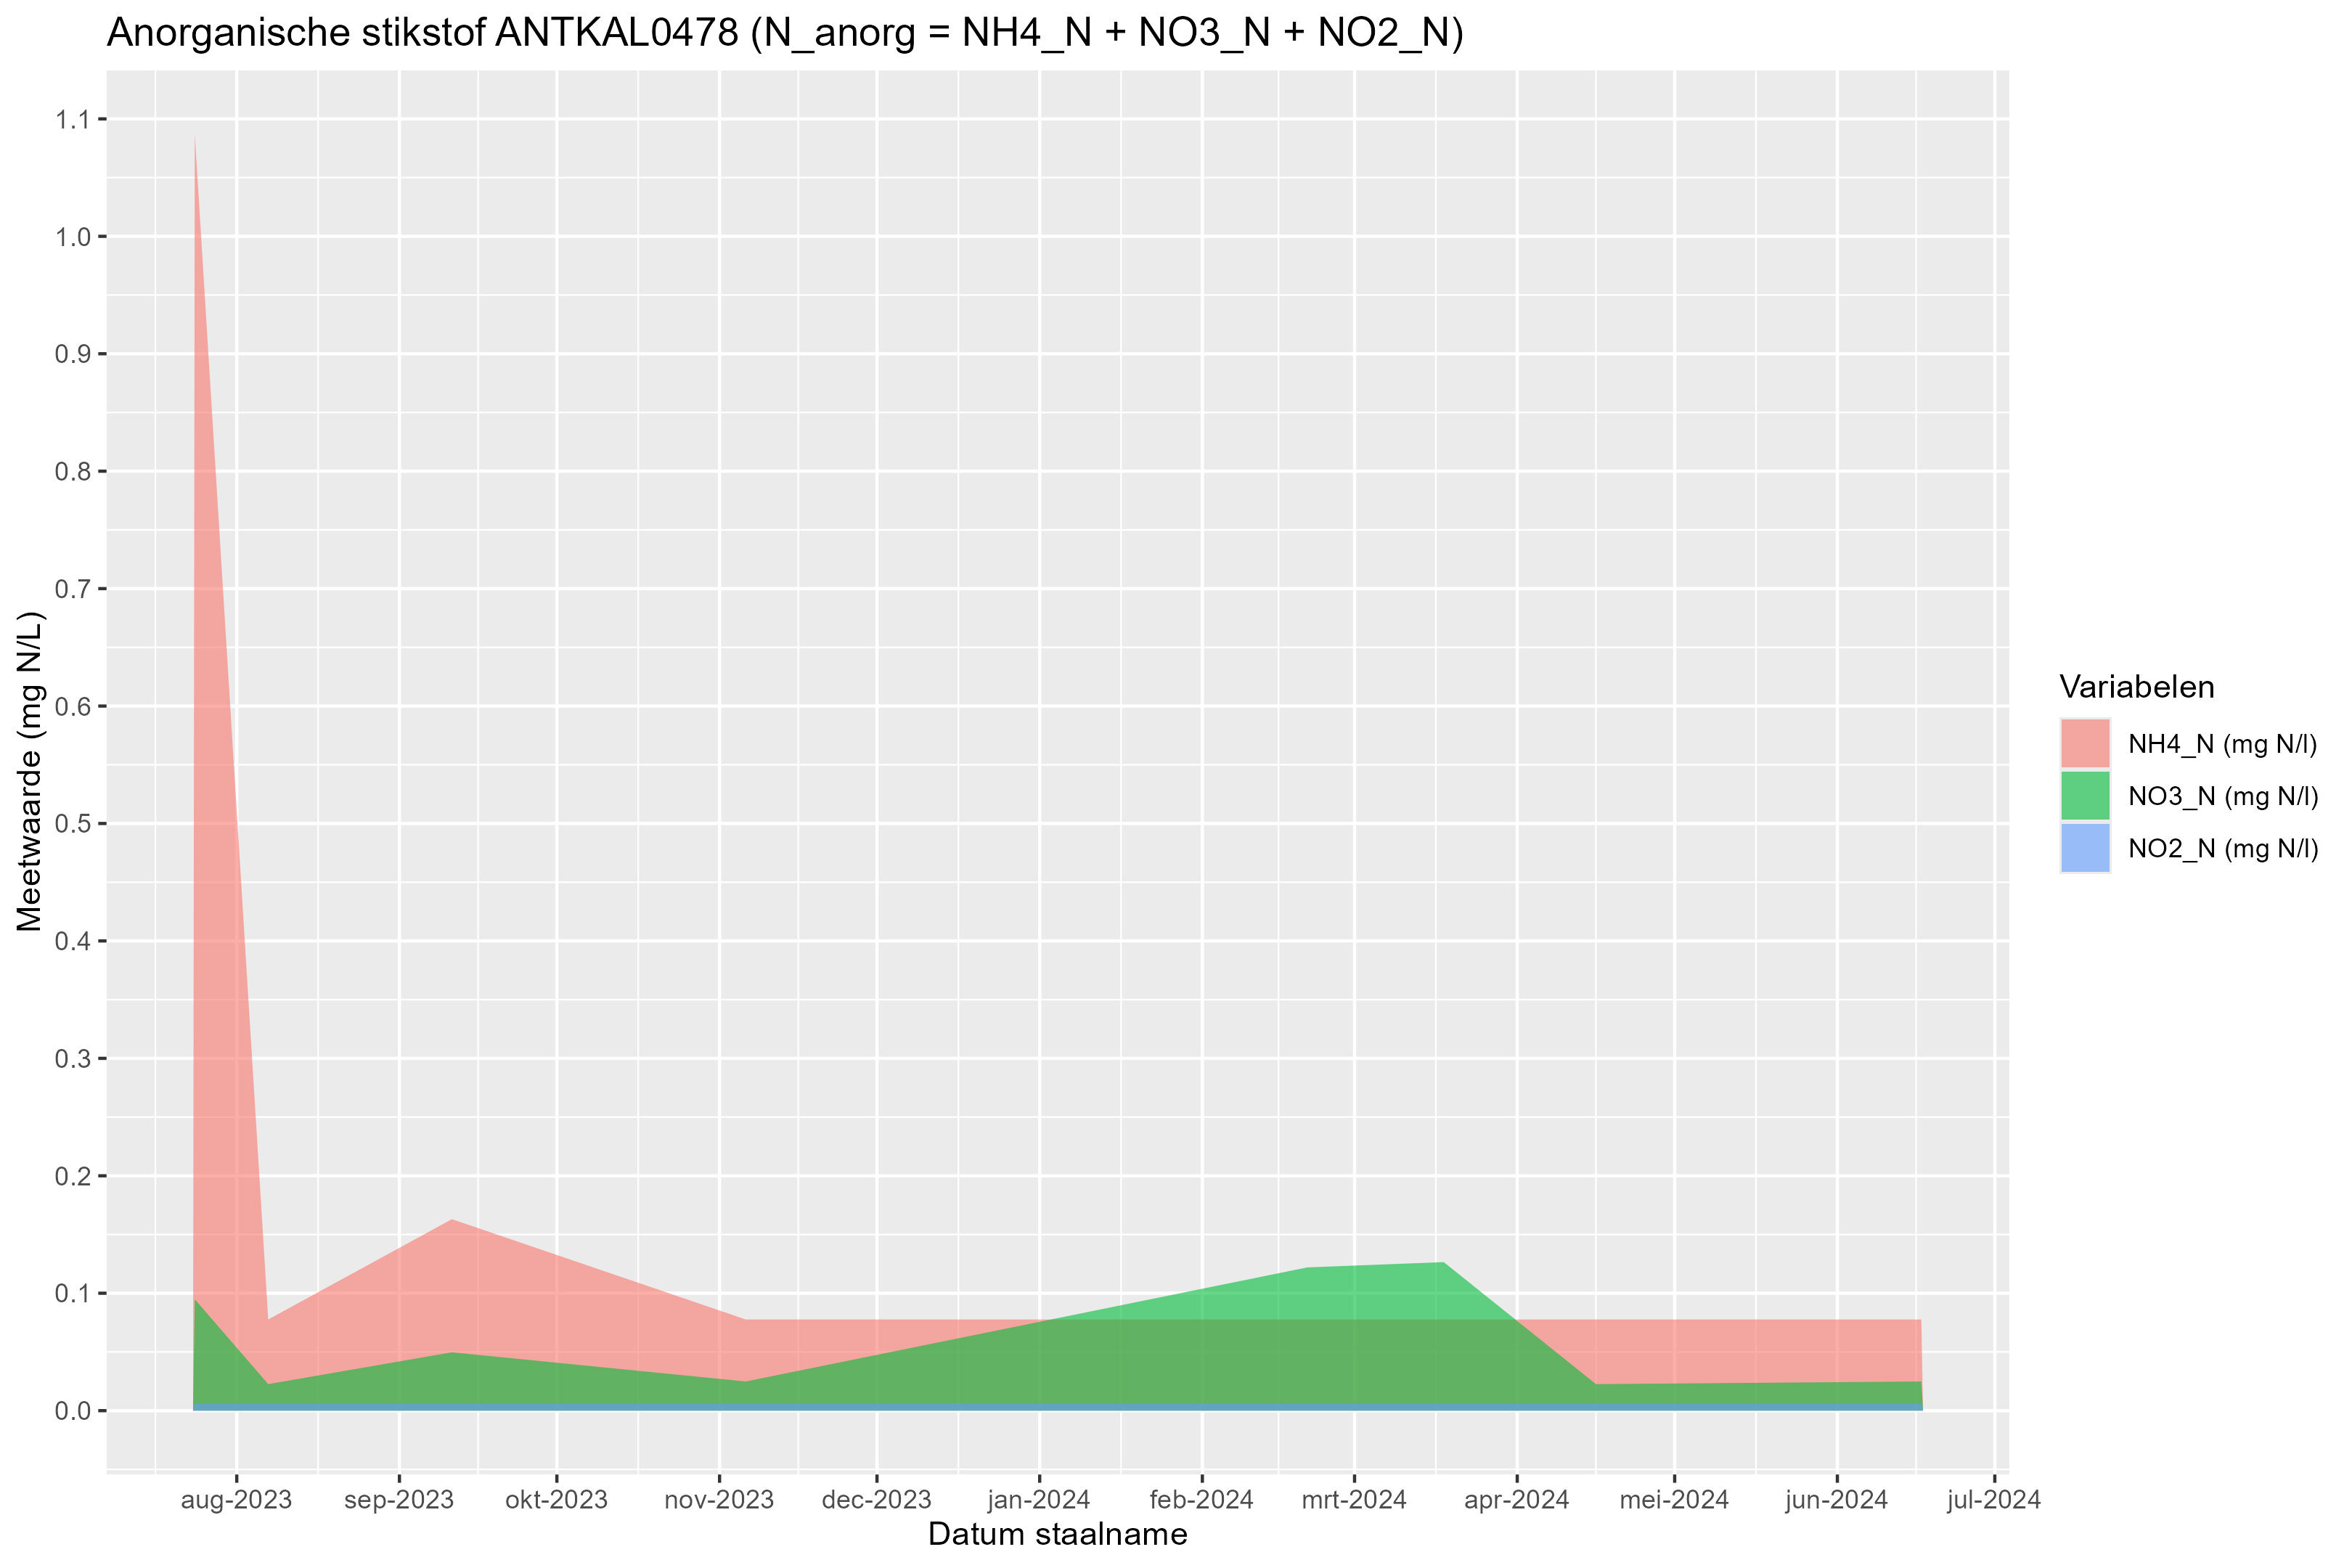 Anorganische stikstof ANTKAL0478 (N_anorg = NH4_N + NO3_N + NO2_N)
Meetwaarde (mg N/L)
1.1
1.0
0.9
0.8
0.7
0.6
0.5
0.4
0.3
0.2
0.1
0.0
aug-2023 sep-2023 okt-2023 nov-2023 dec-2023 jan-2024 feb-2024 mrt-2024 apr-2024 mei-2024 jun-2024 jul-2024
Datum staalname
Variabelen
NH4_N (mg N/l)
NO3_N (mg N/l)
NO2_N (mg N/l)